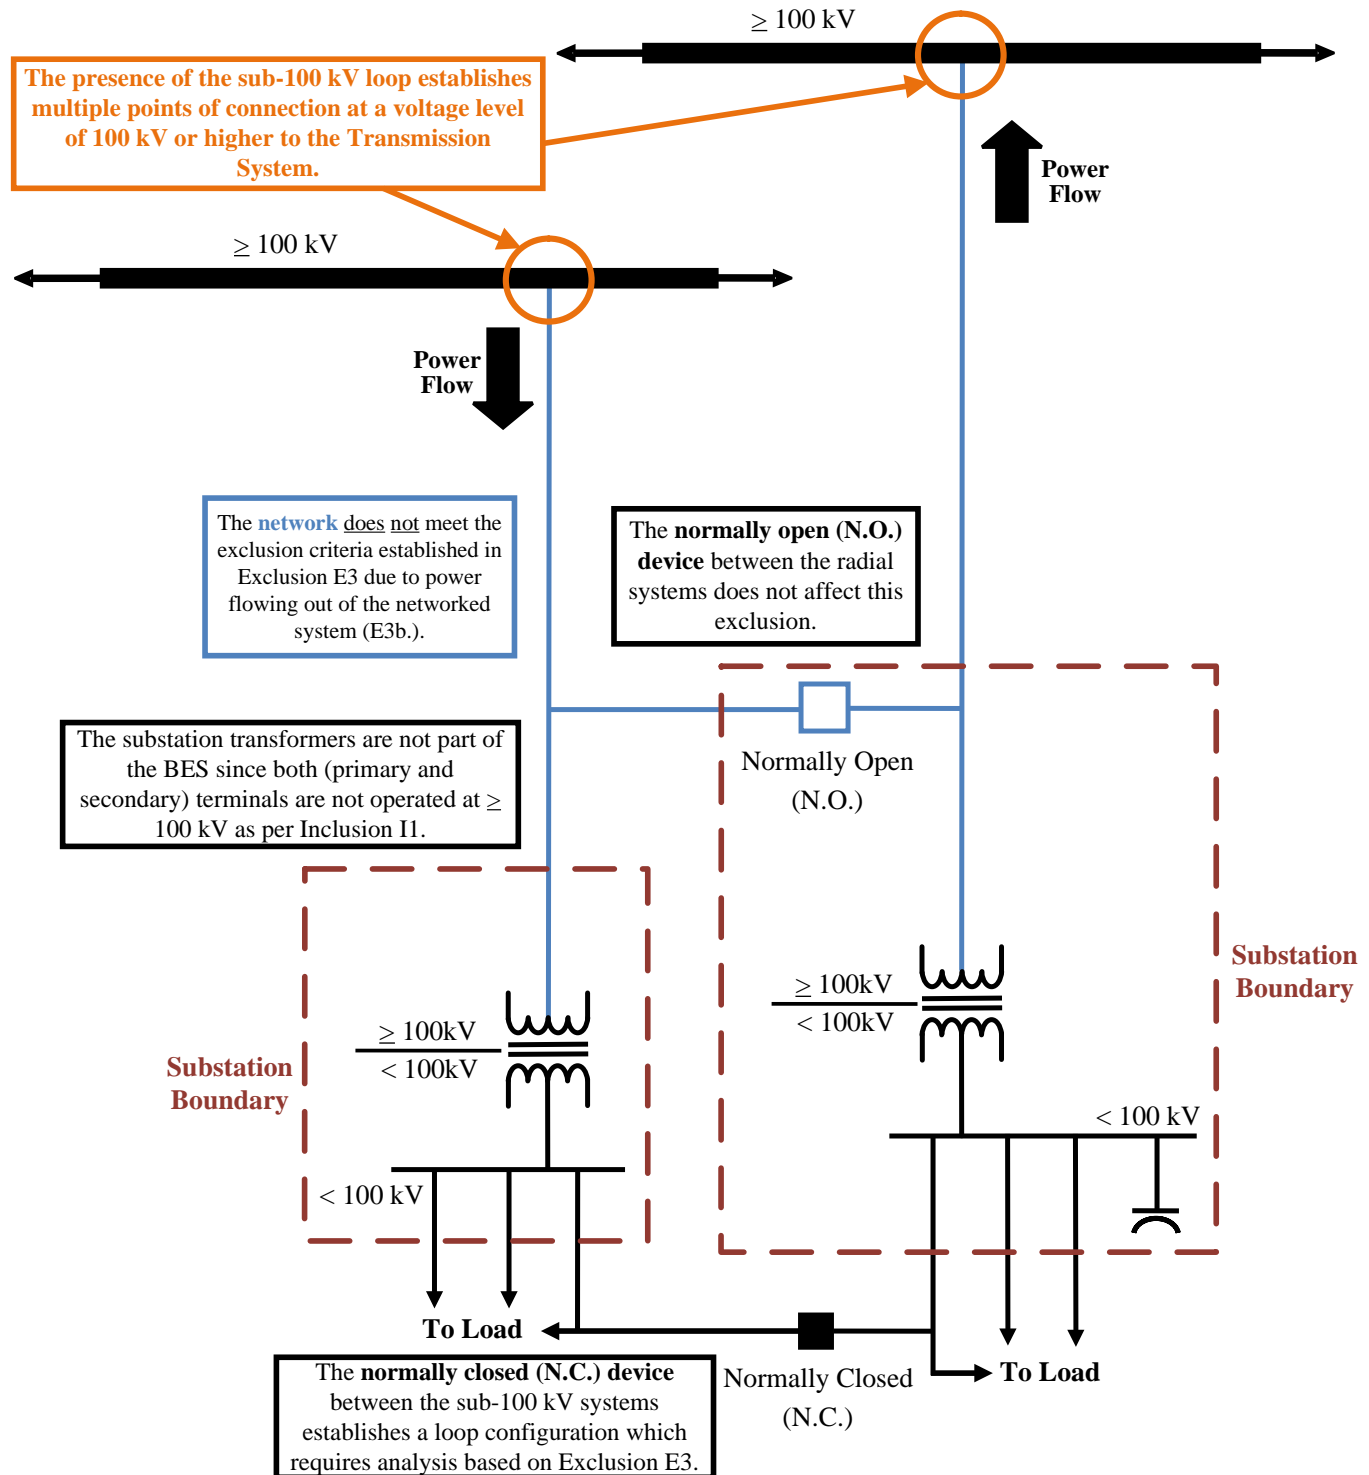 ≥ 100 kV
The presence of the sub-100 kV loop establishes
multiple points of connection at a voltage level
of 100 kV or higher to the Transmission
System.
Power
Flow
≥ 100 kV
Power
Flow
The network does not meet the
exclusion criteria established in
Exclusion E3 due to power
flowing out of the networked
system (E3b.).
The normally open (N.O.)
device between the radial
systems does not affect this
exclusion.
The substation transformers are not part of
the BES since both (primary and
secondary) terminals are not operated at ≥
100 kV as per Inclusion I1.
Normally Open
(N.O.)
Substation
Boundary
≥ 100kV
< 100kV
≥ 100kV
< 100kV
Substation
Boundary
< 100 kV
< 100 kV
To Load
To Load
Normally Closed
(N.C.)
The normally closed (N.C.) device
between the sub-100 kV systems
establishes a loop configuration which
requires analysis based on Exclusion E3.